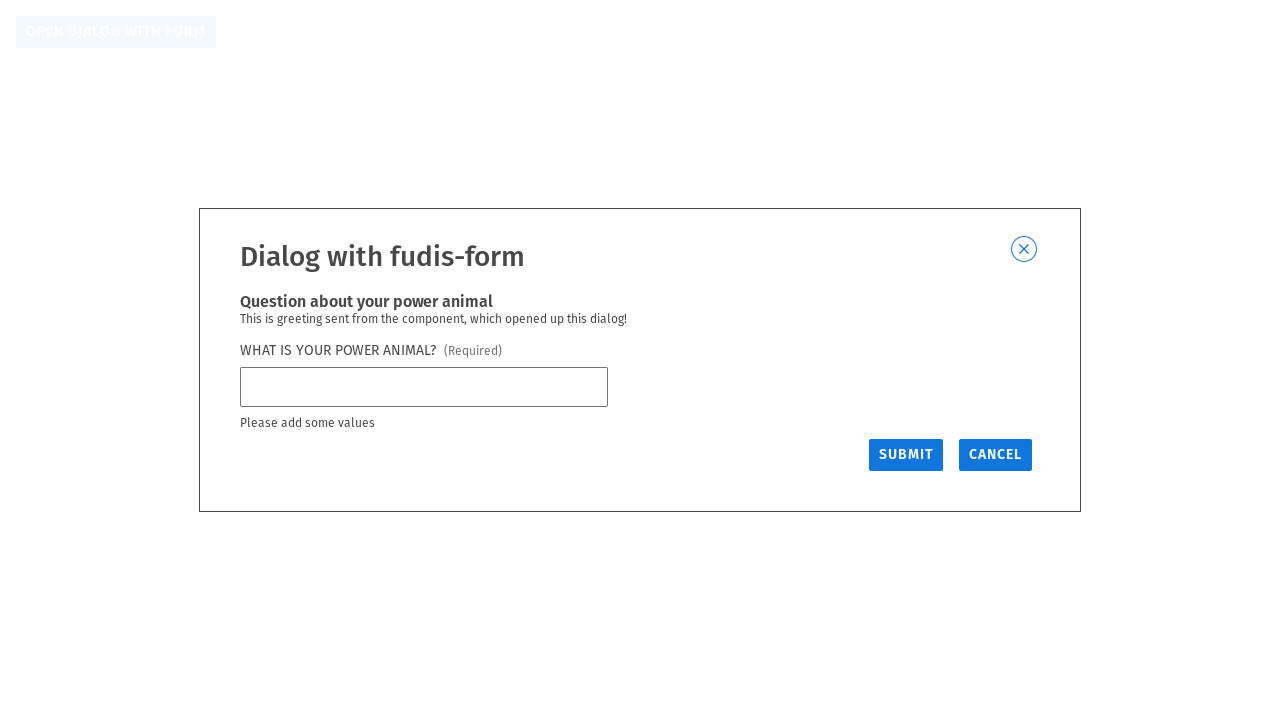 OPEN DIALOG WITH FORM
Dialog with fudis-form
Question about your power animal
This is greeting sent from the component, which opened up this dialog!
WHAT IS YOUR POWER ANIMAL? (Required)
Please add some values
SUBMIT CANCEL